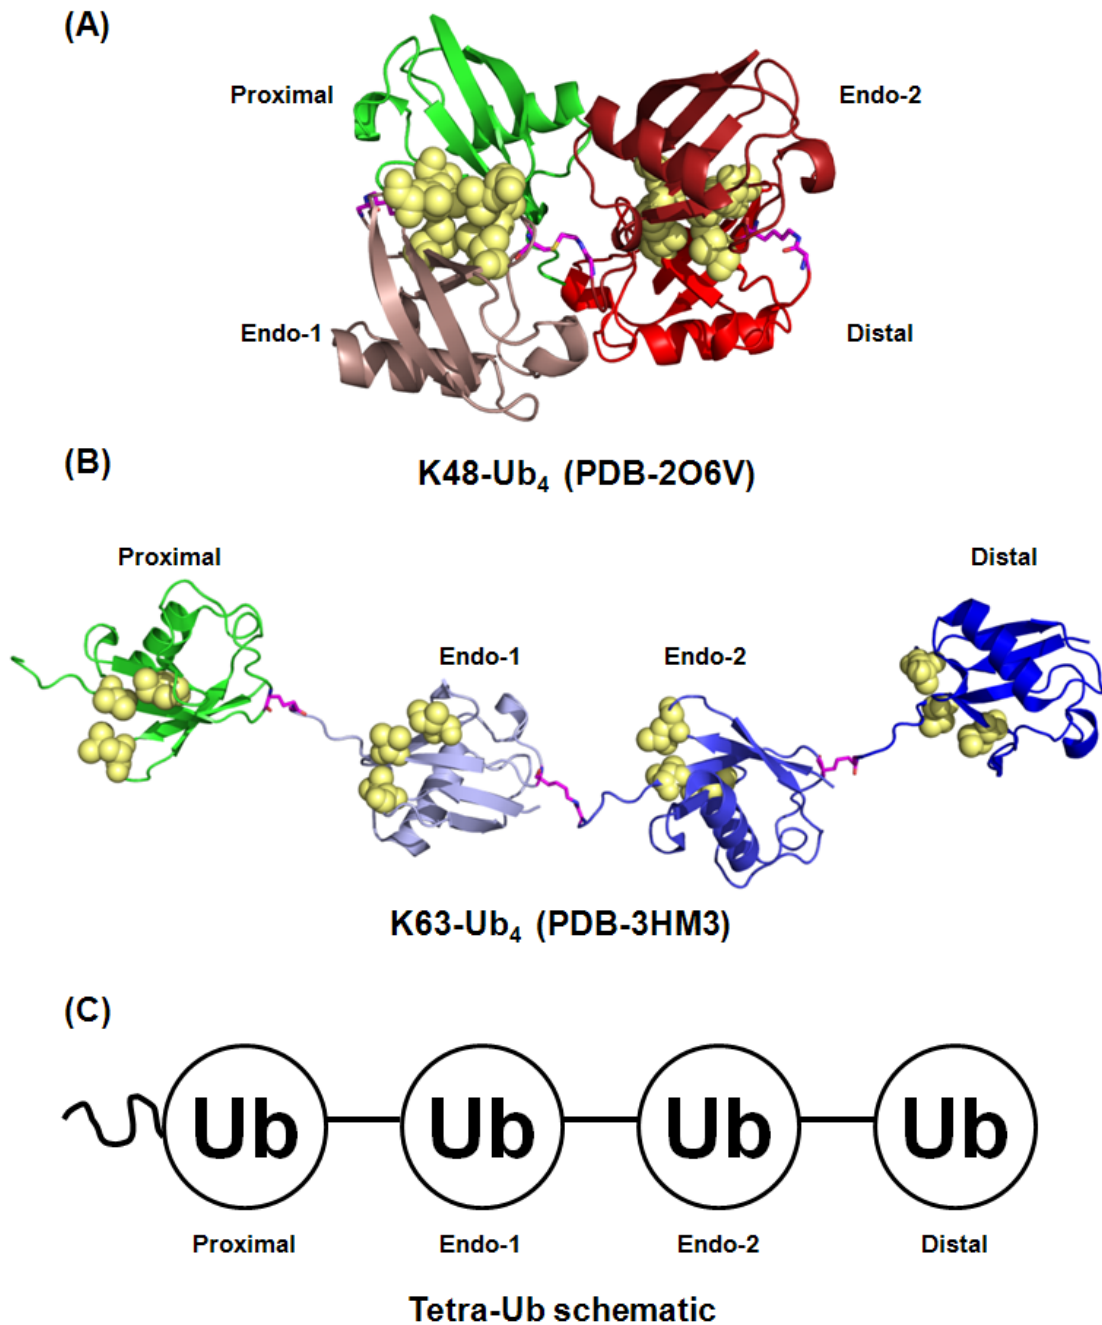 (A)
Proximal
Endo-2
Endo-1
Distal
K48-Ub₄ (PDB-2O6V)
(B)
Proximal
Distal
Endo-1
Endo-2
K63-Ub₄ (PDB-3HM3)
(C)
Ub Ub Ub Ub
Proximal Endo-1 Endo-2 Distal
Tetra-Ub schematic